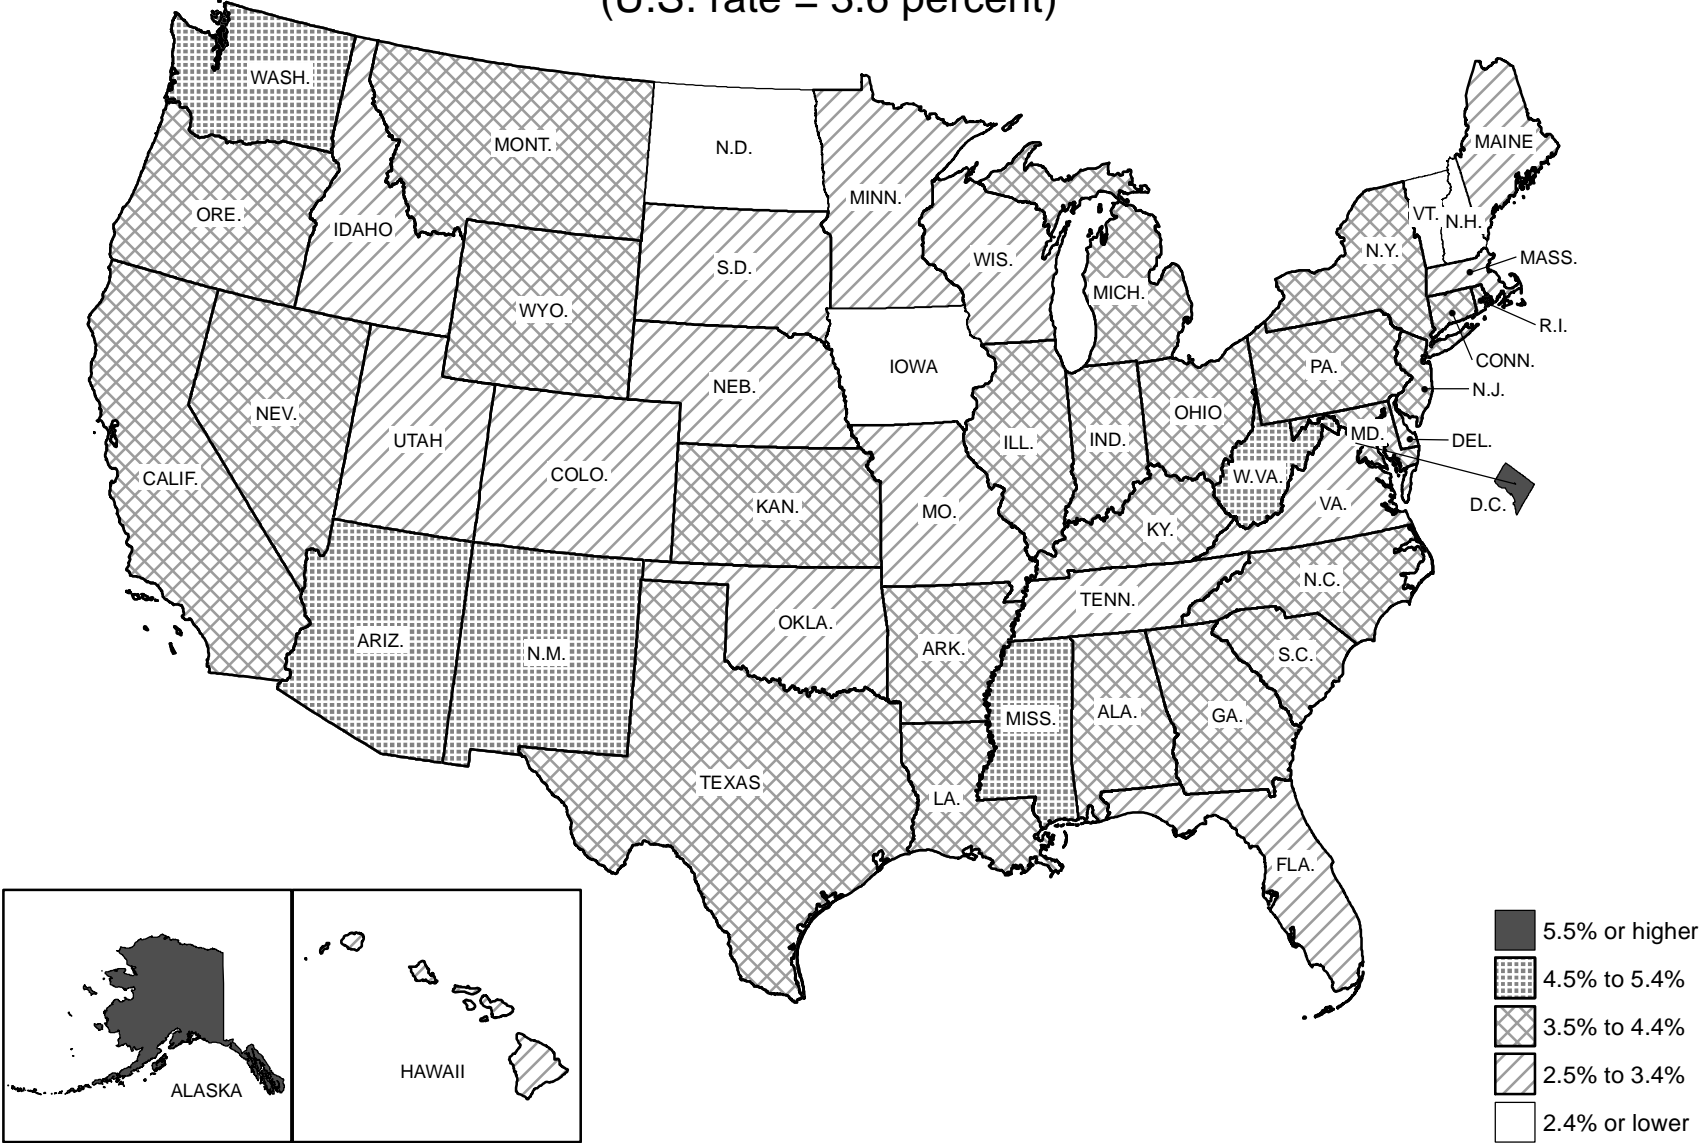 (U.S. rate = 3.6 percent)
WASH.
MONT.
N.D.
MINN.
MAINE
ORE.
IDAHO
S.D.
WIS.
MICH.
N.Y.
VT.
N.H.
MASS.
R.I.
CONN.
N.J.
WYO.
NEB.
IOWA
PA.
OHIO
IND.
ILL.
MD.
DEL.
D.C.
NEV.
UTAH
COLO.
KAN.
MO.
W.VA.
VA.
KY.
CALIF.
ARIZ.
N.M.
OKLA.
ARK.
TENN.
N.C.
S.C.
TEXAS
LA.
MISS.
ALA.
GA.
FLA.
ALASKA
HAWAII
5.5% or higher
4.5% to 5.4%
3.5% to 4.4%
2.5% to 3.4%
2.4% or lower